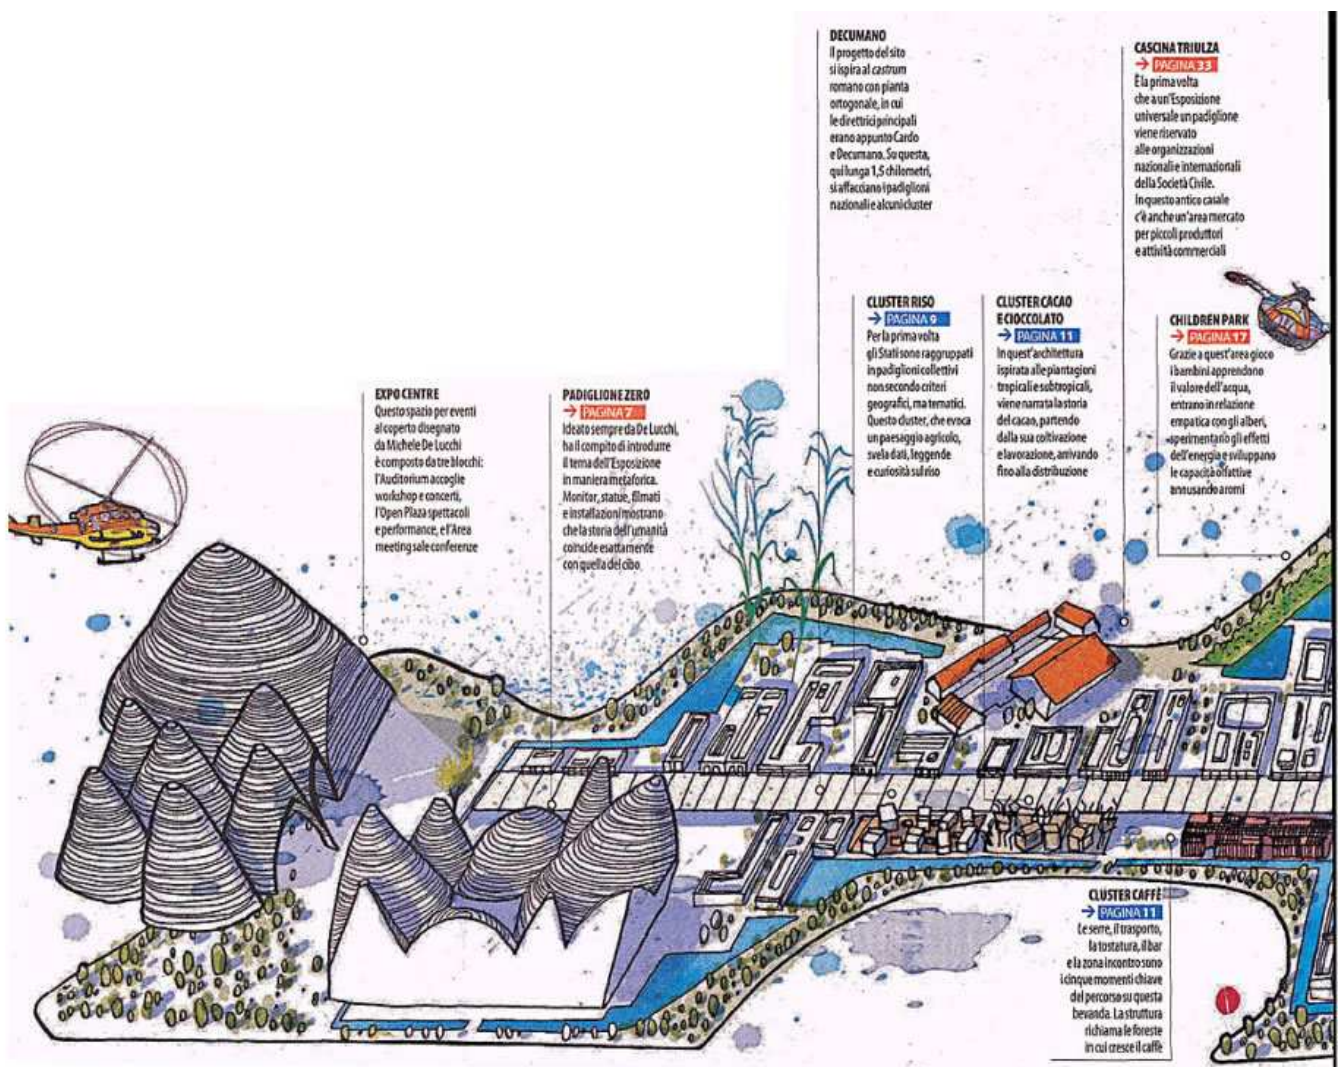 DECUMANO
Il progetto del sito
si ispira al castrum
romano con pianta
ortogonale, in cui
le direttrici principali
erano appunto Cardo
e Decumano. Su questa,
qui lunga 1,5 chilometri,
si affacciano i padiglioni
nazionali e alcuni cluster
CASCINA TRIULZA
→ PAGINA 33
È la prima volta
che a un'Esposizione
universale un padiglione
viene riservato
alle organizzazioni
nazionali e internazionali
della Società Civile.
In questo antico casale
c'è anche un'area mercato
per piccoli produttori
e attività commerciali
CLUSTER RISO
→ PAGINA 9
Per la prima volta
gli Stati sono raggruppati
in padiglioni collettivi
non secondo criteri
geografici, ma tematici.
Questo cluster, che evoca
un paesaggio agricolo,
svela dati, leggende
e curiosità sul riso
CLUSTER CACAO
E CIOCCOLATO
→ PAGINA 11
In quest'architettura
ispirata alle piantagioni
tropicali e subtropicali,
viene narrata la storia
del cacao, partendo
dalla sua coltivazione
e lavorazione, arrivando
fino alla distribuzione
CHILDREN PARK
→ PAGINA 17
Grazie a quest'area gioco
i bambini apprendono
il valore dell'acqua,
entrano in relazione
empatica con gli alberi,
sperimentano gli effetti
dell'energia e sviluppano
le capacità olfattive
annusando aromi
EXPO CENTRE
Questo spazio per eventi
al coperto disegnato
da Michele De Lucchi
è composto da tre blocchi:
l'Auditorium accoglie
workshop e concerti,
l'Open Plaza spettacoli
e performance, e l'Area
meeting sale conferenze
PADIGLIONE ZERO
→ PAGINA 7
Ideato sempre da De Lucchi,
ha il compito di introdurre
il tema dell'Esposizione
in maniera metaforica.
Monitor, statue, filmati
e installazioni mostrano
che la storia dell'umanità
coincide esattamente
con quella del cibo
CLUSTER CAFFÈ
→ PAGINA 11
Le serre, il trasporto,
la tostatura, il bar
e la zona incontro sono
i cinque momenti chiave
del percorso su questa
bevanda. La struttura
richiama le foreste
in cui cresce il caffè